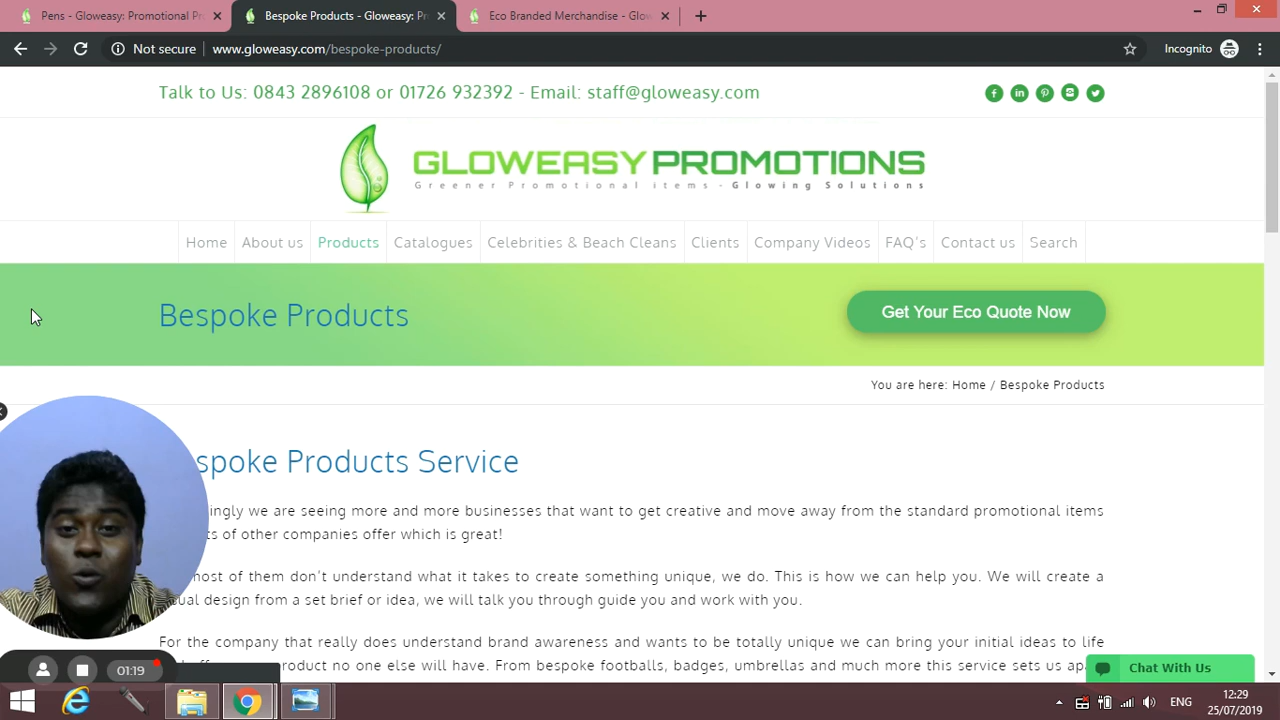 Pens - Gloweasy: Promotional Pr
Bespoke Products - Gloweasy: Pr
Eco Branded Merchandise - Glow
Not secure
www.gloweasy.com/bespoke-products/
Incognito
Talk to Us: 0843 2896108 or 01726 932392 - Email: staff@gloweasy.com
GLOWEASY PROMOTIONS
Greener Promotional items - Glowing Solutions
Home About us Products Catalogues Celebrities & Beach Cleans Clients Company Videos FAQ's Contact us Search
Bespoke Products
Get Your Eco Quote Now
You are here: Home / Bespoke Products
spoke Products Service
ingly we are seeing more and more businesses that want to get creative and move away from the standard promotional items
ts of other companies offer which is great!
most of them don't understand what it takes to create something unique, we do. This is how we can help you. We will create a
ual design from a set brief or idea, we will talk you through guide you and work with you.
For the company that really does understand brand awareness and wants to be totally unique we can bring your initial ideas to life
product no one else will have. From bespoke footballs, badges, umbrellas and much more this service sets us apa
Chat With Us
01:19
ENG
12:29
25/07/2019